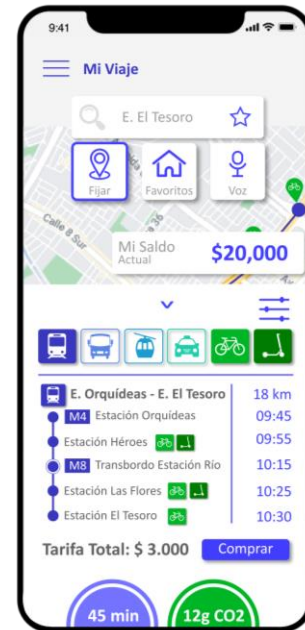 9:41
Mi Viaje
E. El Tesoro
Fijar
Favoritos
Voz
Calle 8 Sur
36
Mi Saldo
Actual
$20,000
E. Orquídeas - E. El Tesoro 18 km
M4 Estación Orquídeas 09:45
Estación Héroes 09:55
M8 Transbordo Estación Río 10:15
Estación Las Flores 10:25
Estación El Tesoro 10:30
Tarifa Total: $ 3.000 Comprar
45 min
12g CO2